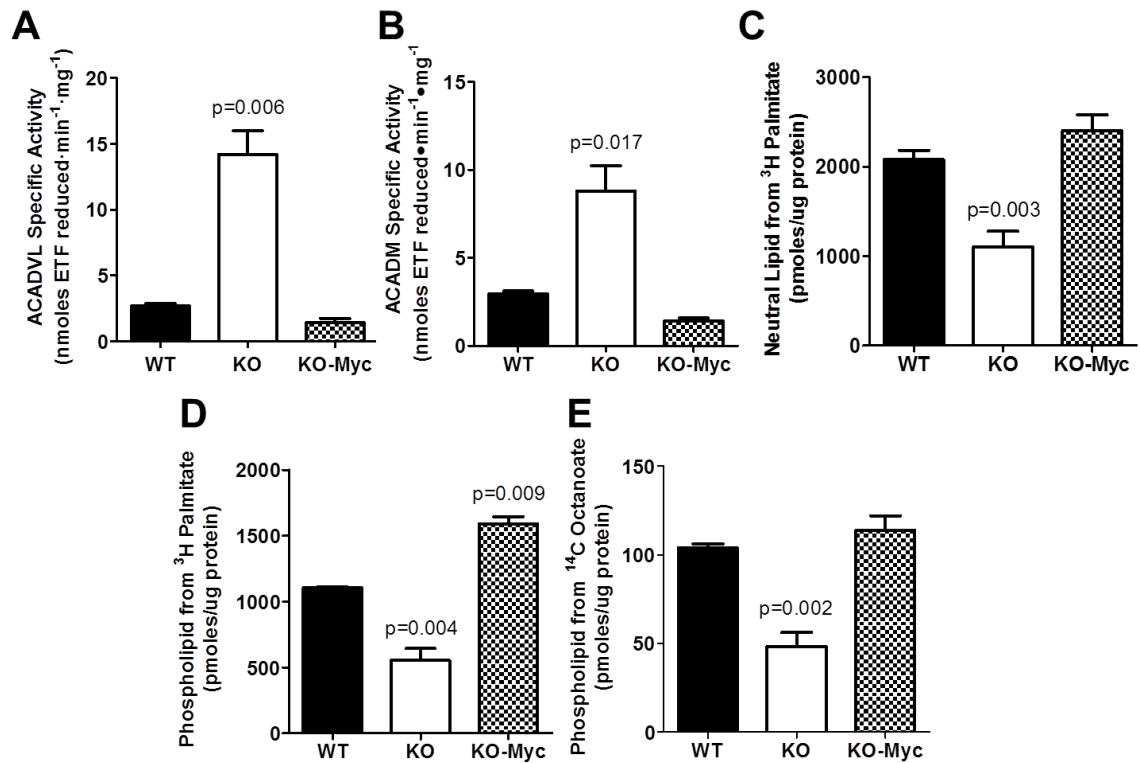 A
ACADVL Specific Activity
(nmoles ETF reduced·min⁻¹·mg⁻¹)
20
15
10
5
0
p=0.006
WT KO KO-Myc
B
ACADM Specific Activity
(nmoles ETF reduced•min⁻¹•mg⁻¹)
15
10
5
0
p=0.017
WT KO KO-Myc
C
Neutral Lipid from ³H Palmitate
(pmoles/ug protein)
3000
2000
1000
0
p=0.003
WT KO KO-Myc
D
Phospholipid from ³H Palmitate
(pmoles/ug protein)
2000
1500
1000
500
0
p=0.004
p=0.009
WT KO KO-Myc
E
Phospholipid from ¹⁴C Octanoate
(pmoles/ug protein)
150
100
50
0
p=0.002
WT KO KO-Myc